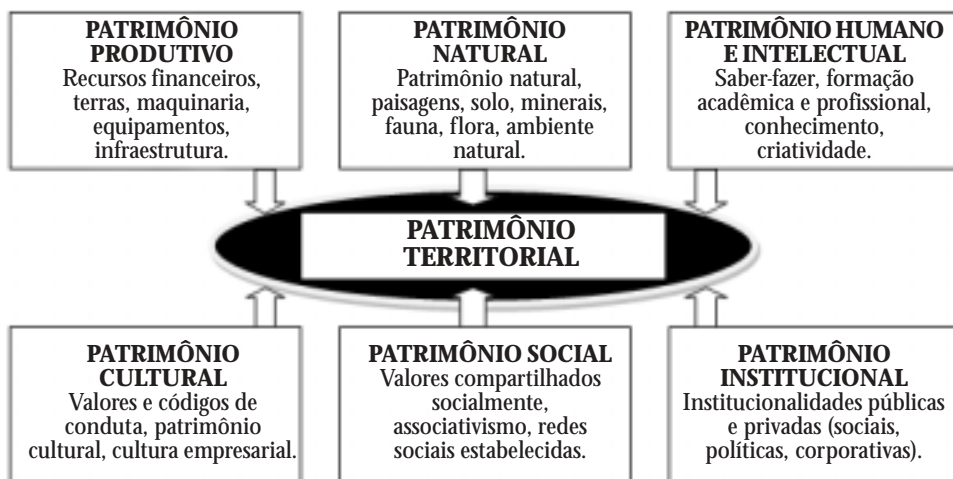 PATRIMÔNIO
PRODUTIVO
Recursos financeiros,
terras, maquinaria,
equipamentos,
infraestrutura.
PATRIMÔNIO
NATURAL
Patrimônio natural,
paisagens, solo, minerais,
fauna, flora, ambiente
natural.
PATRIMÔNIO HUMANO
E INTELECTUAL
Saber-fazer, formação
acadêmica e profissional,
conhecimento,
criatividade.
PATRIMÔNIO
TERRITORIAL
PATRIMÔNIO
CULTURAL
Valores e códigos de
conduta, patrimônio
cultural, cultura empresarial.
PATRIMÔNIO SOCIAL
Valores compartilhados
socialmente,
associativismo, redes
sociais estabelecidas.
PATRIMÔNIO
INSTITUCIONAL
Institucionalidades públicas
e privadas (sociais,
políticas, corporativas).